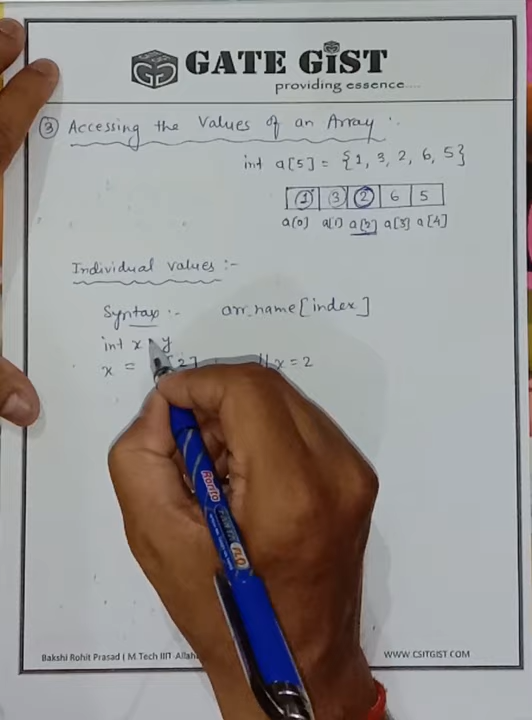 GATE GIST
providing essence....
③ Accessing the Values of an Array :-
int a[5] = {1, 3, 2, 6, 5}
1 3 2 6 5
a[0] a[1] a[2] a[3] a[4]
Individual values :-
Syntax :- arr_name[index]
int x, y
x = [2] // x = 2
Bakshi Rohit Prasad | M.Tech IIIT-Allaha
WWW.CSITGIST.COM
Rorito